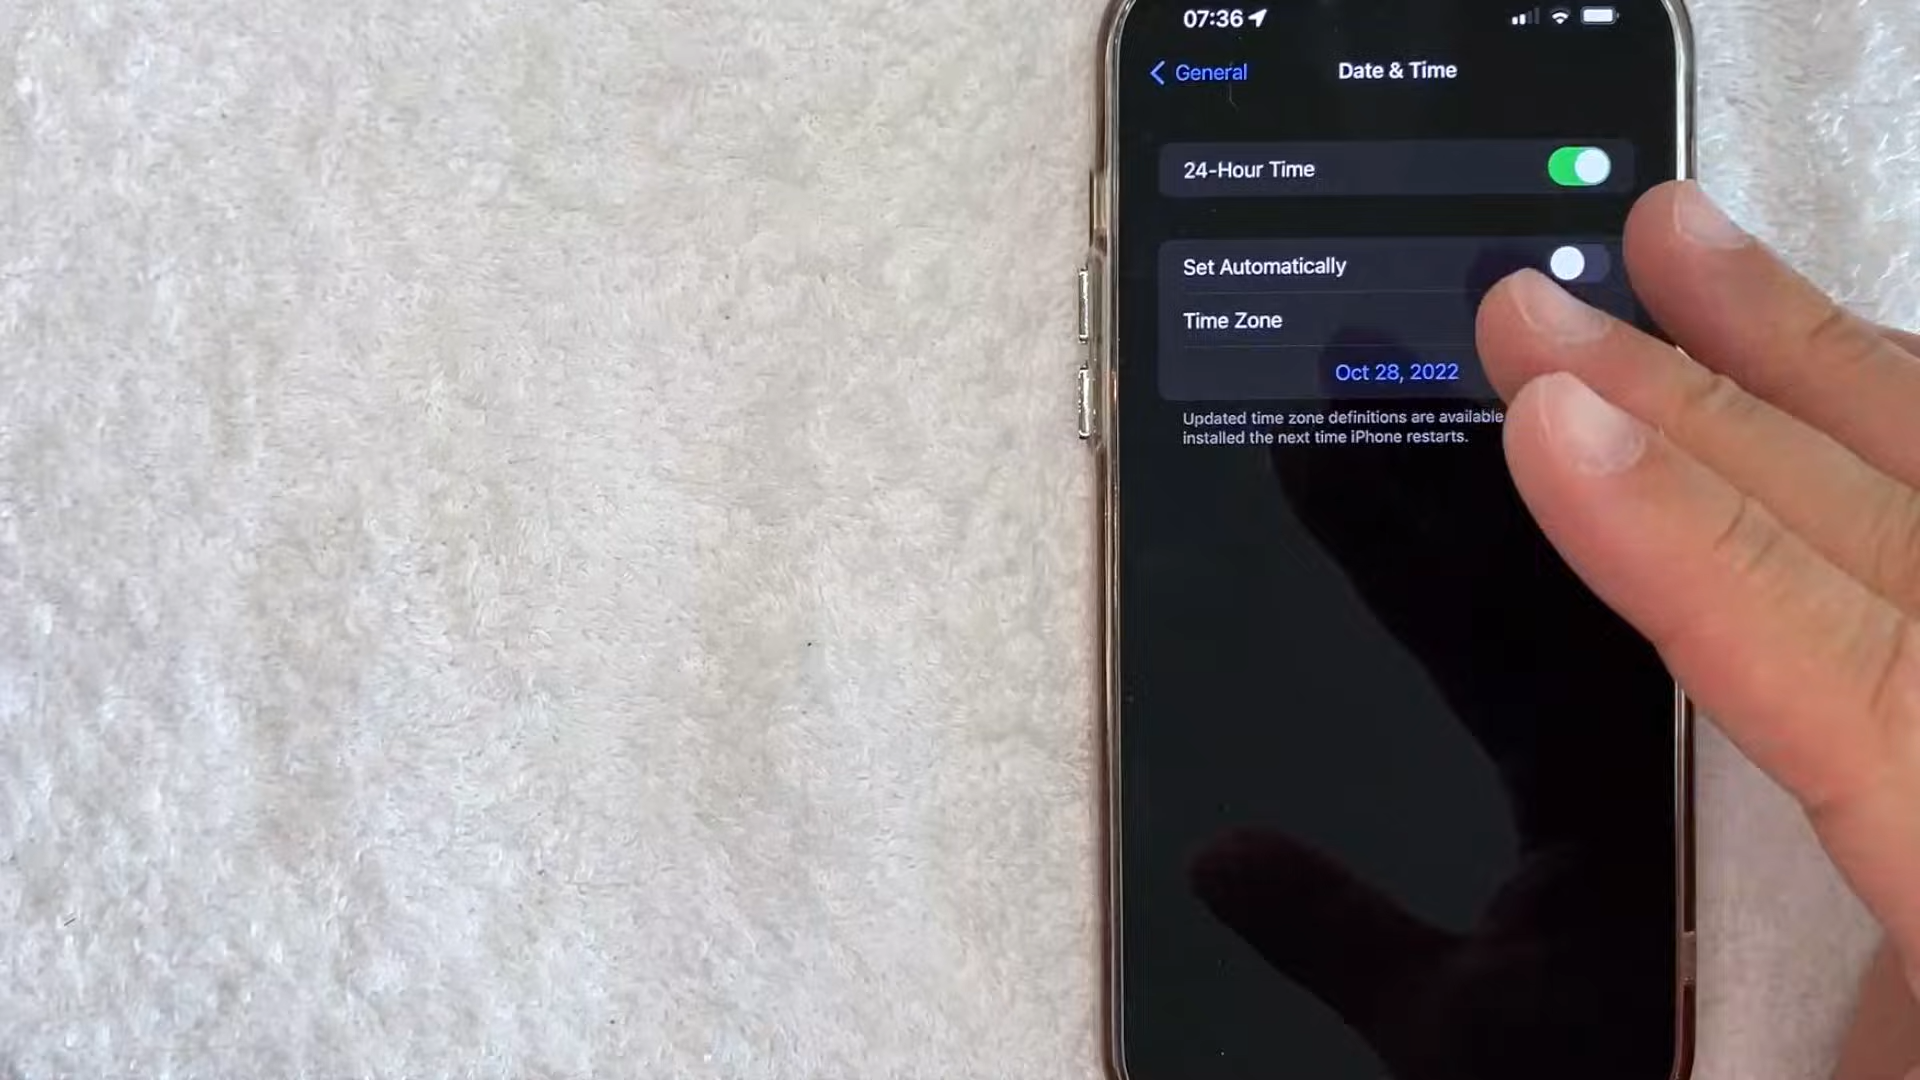 07:36
General
Date & Time
24-Hour Time
Set Automatically
Time Zone
Oct 28, 2022
Updated time zone definitions are available
installed the next time iPhone restarts.